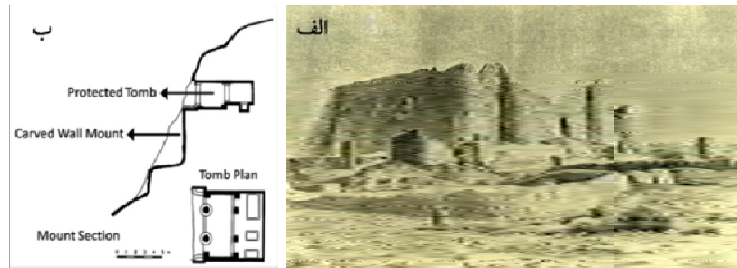 ب
الف
Protected Tomb
Carved Wall Mount
Tomb Plan
Mount Section